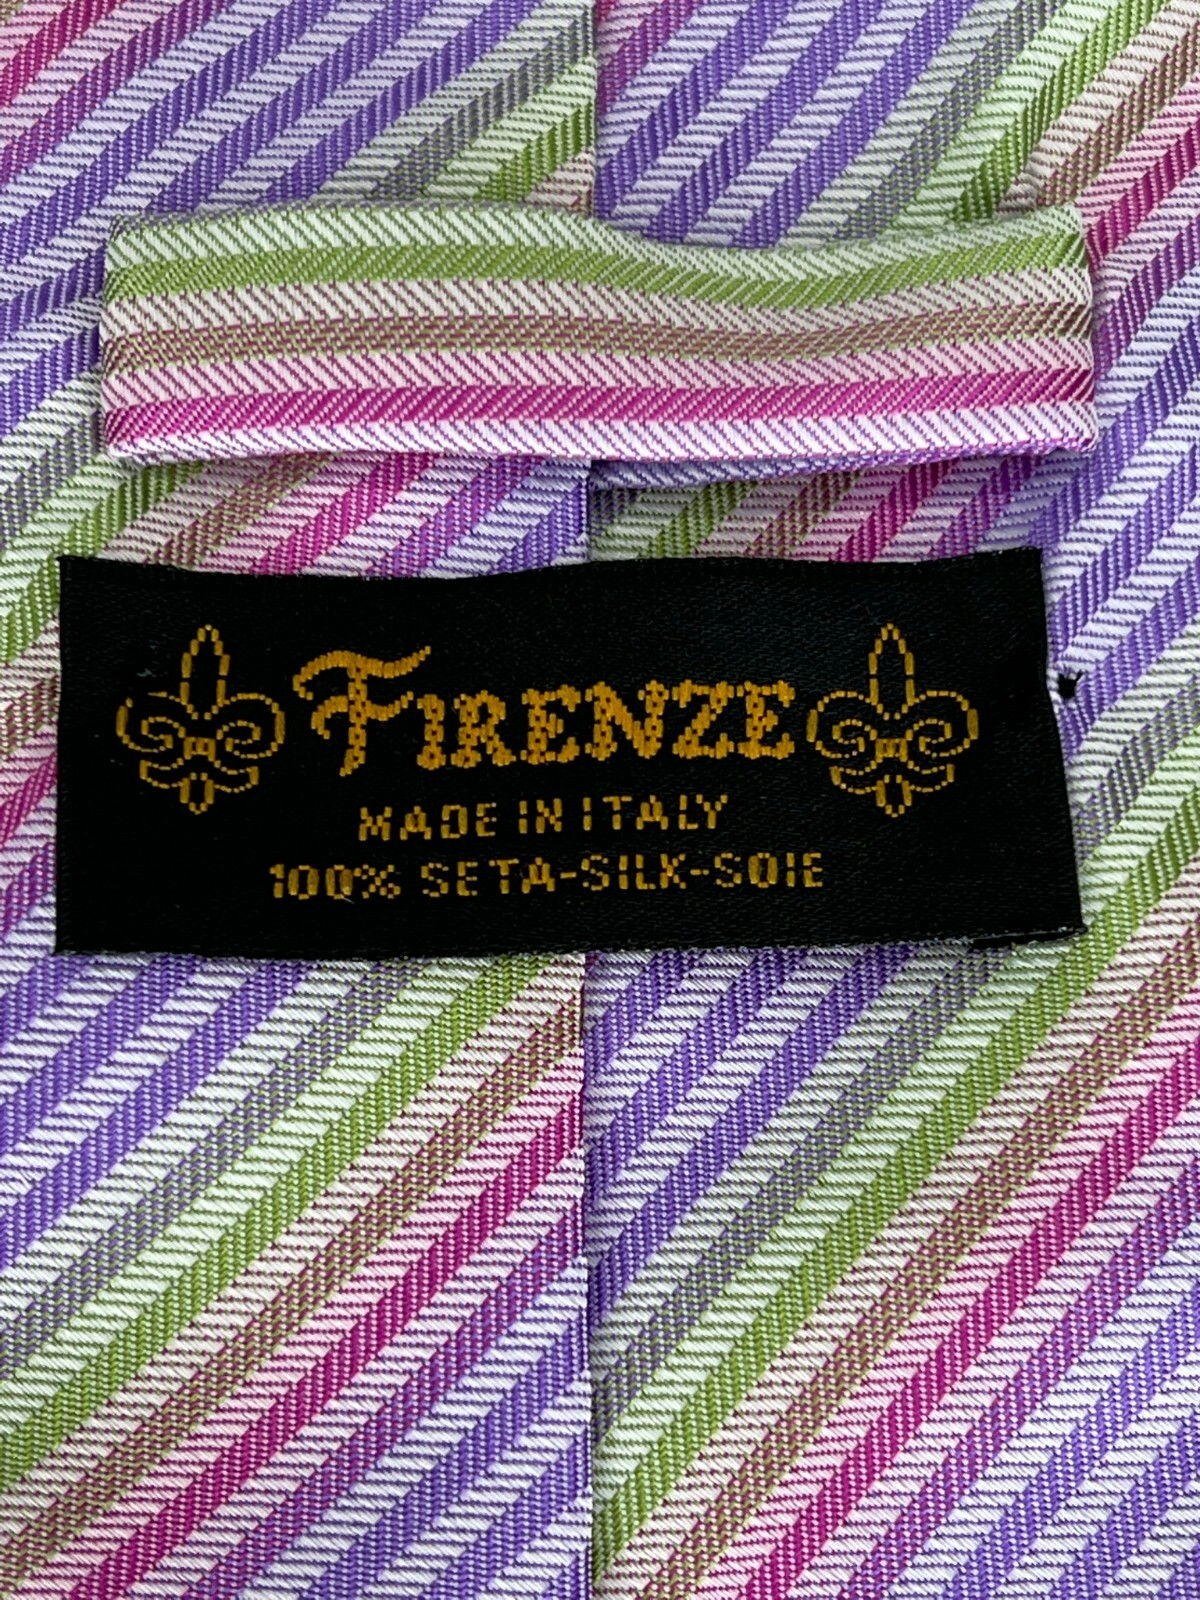 FIRENZE
MADE IN ITALY
100% SETA-SILK-SOIE